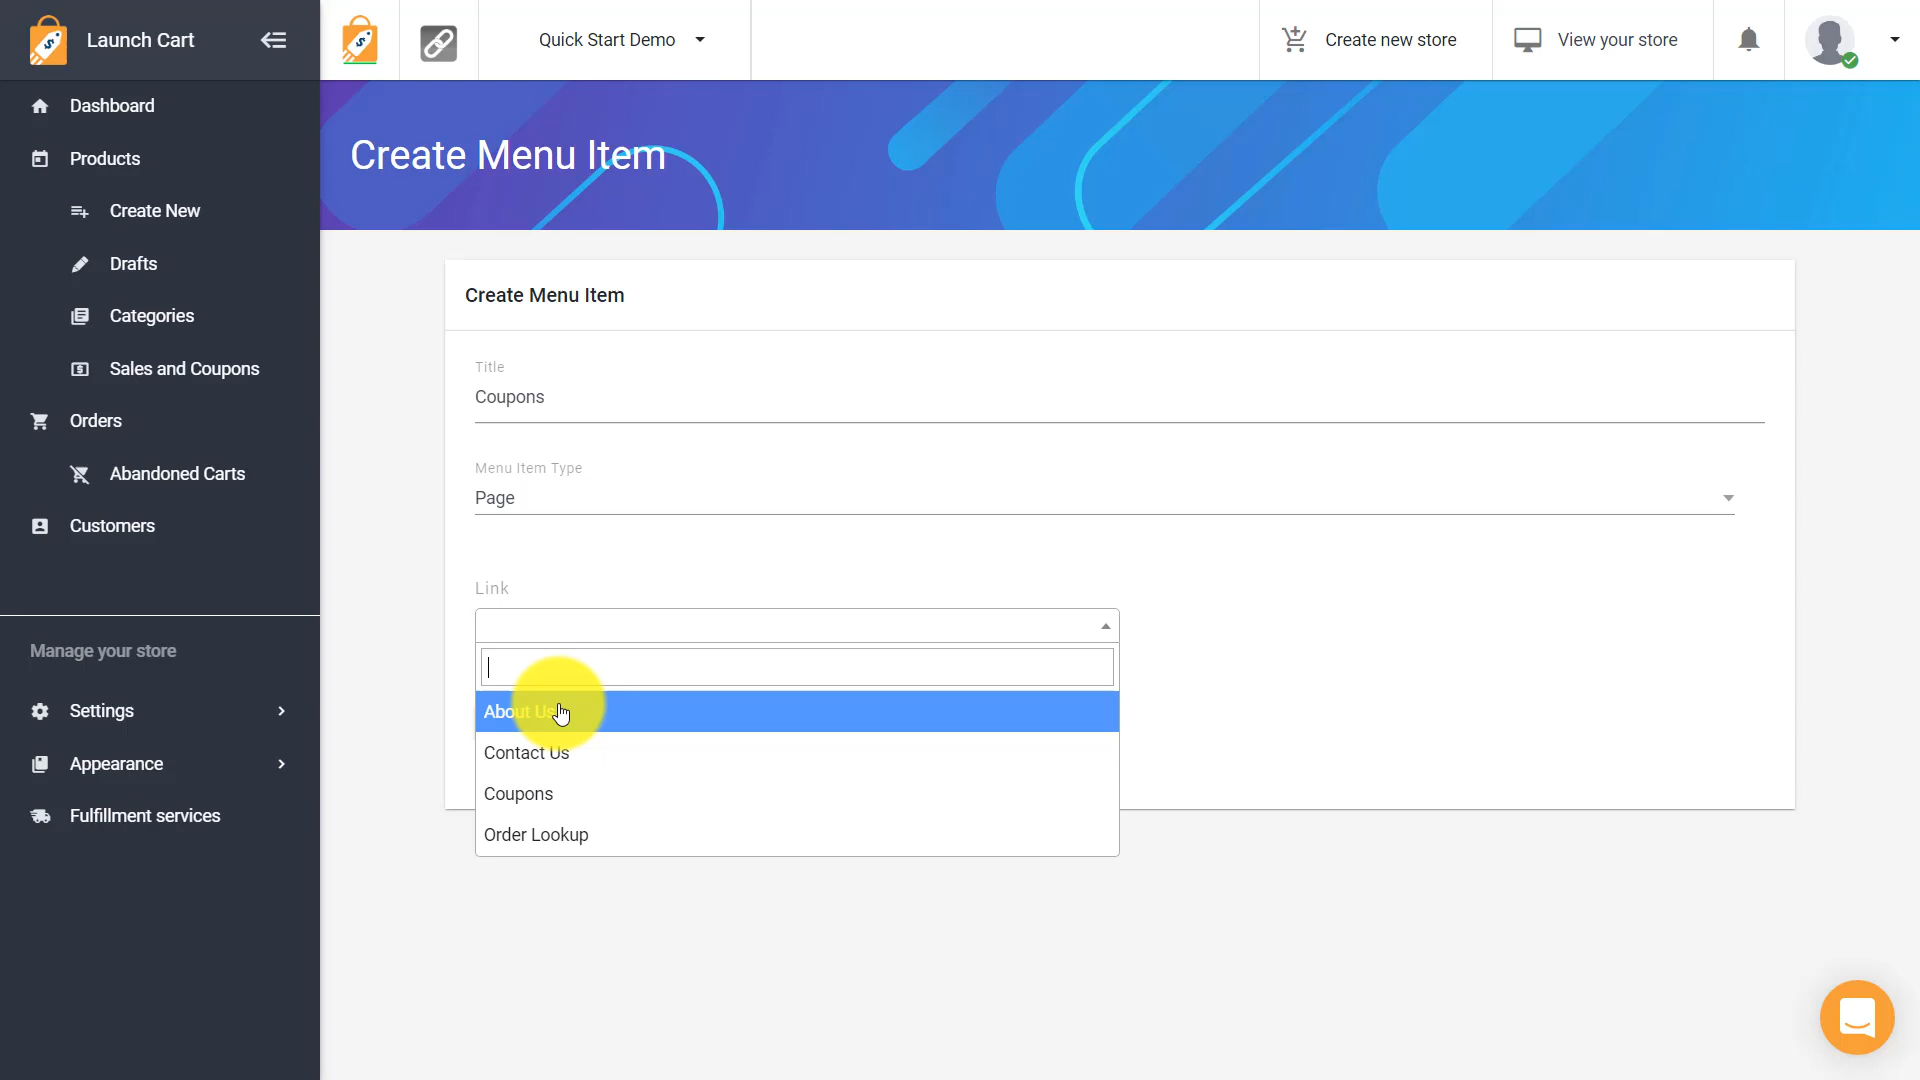 Launch Cart
Quick Start Demo
Create new store
View your store
Dashboard
Products
Create New
Drafts
Categories
Sales and Coupons
Orders
Abandoned Carts
Customers
Manage your store
Settings
Appearance
Fulfillment services
Create Menu Item
Create Menu Item
Title
Coupons
Menu Item Type
Page
Link
About Us
Contact Us
Coupons
Order Lookup